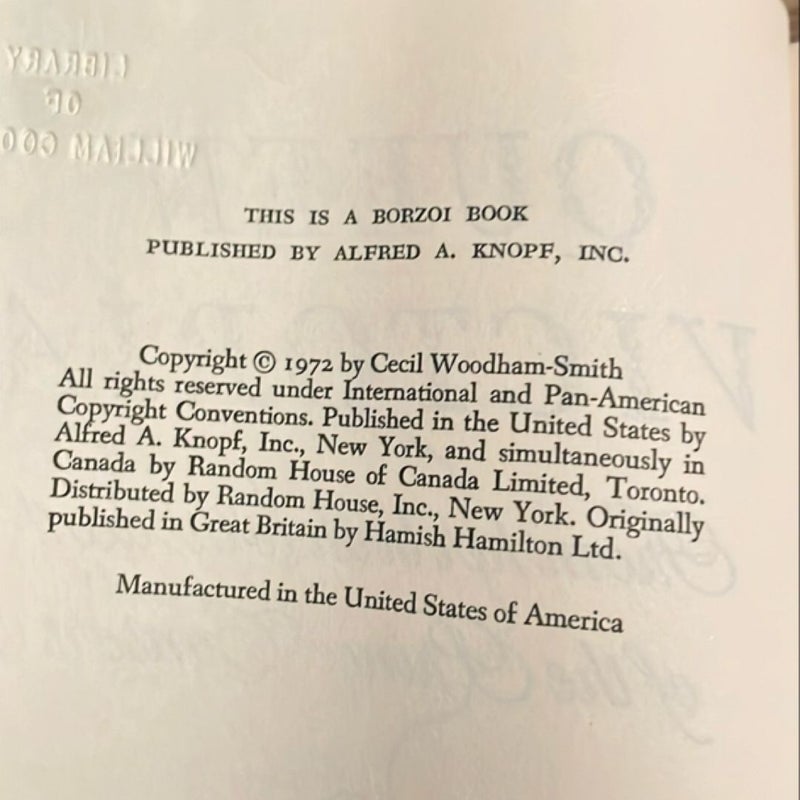 LIBRARY
OF
WILLIAM
THIS IS A BORZOI BOOK
PUBLISHED BY ALFRED A. KNOPF, INC.
Copyright © 1972 by Cecil Woodham-Smith
All rights reserved under International and Pan-American
Copyright Conventions. Published in the United States by
Alfred A. Knopf, Inc., New York, and simultaneously in
Canada by Random House of Canada Limited, Toronto.
Distributed by Random House, Inc., New York. Originally
published in Great Britain by Hamish Hamilton Ltd.
Manufactured in the United States of America